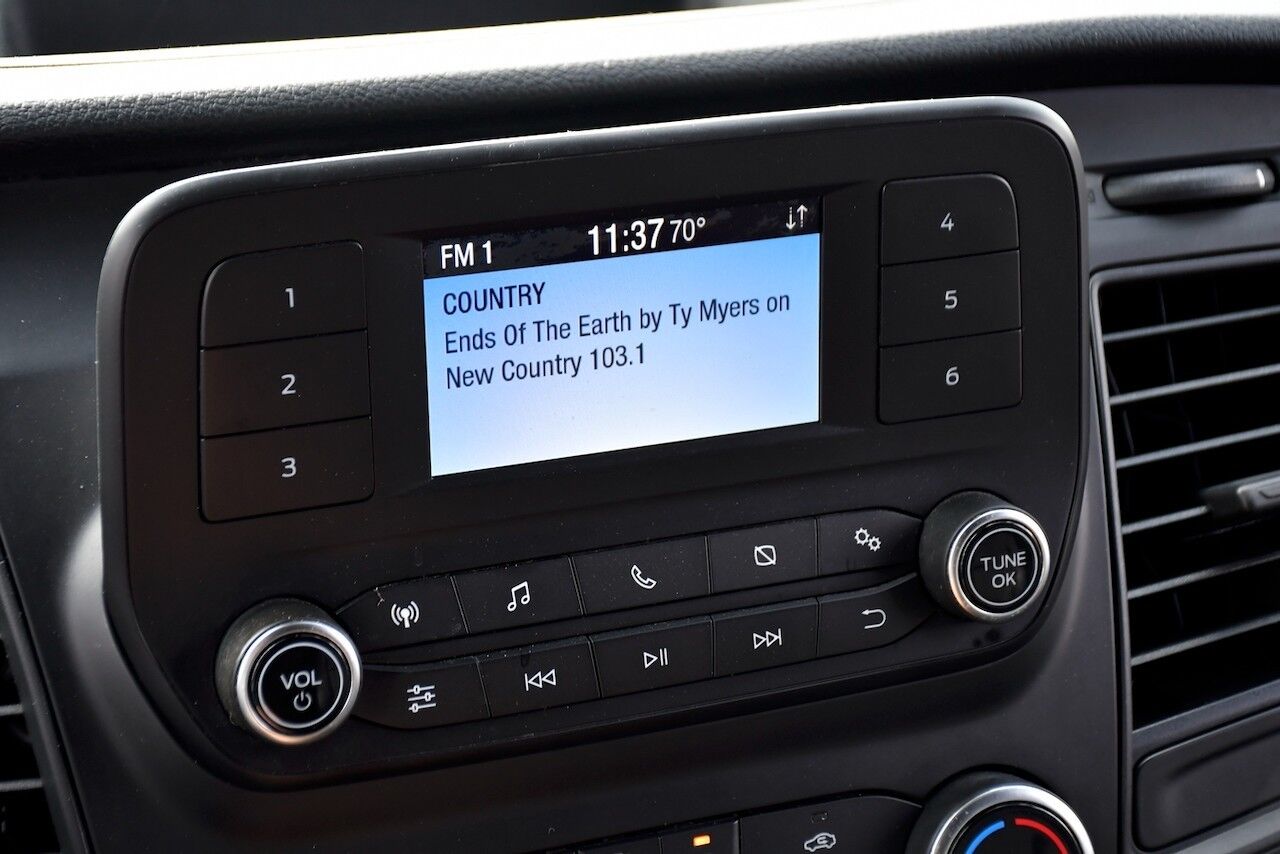 FM 1 11:37 70°
COUNTRY
Ends Of The Earth by Ty Myers on
New Country 103.1
1
2
3
4
5
6
VOL
TUNE
OK